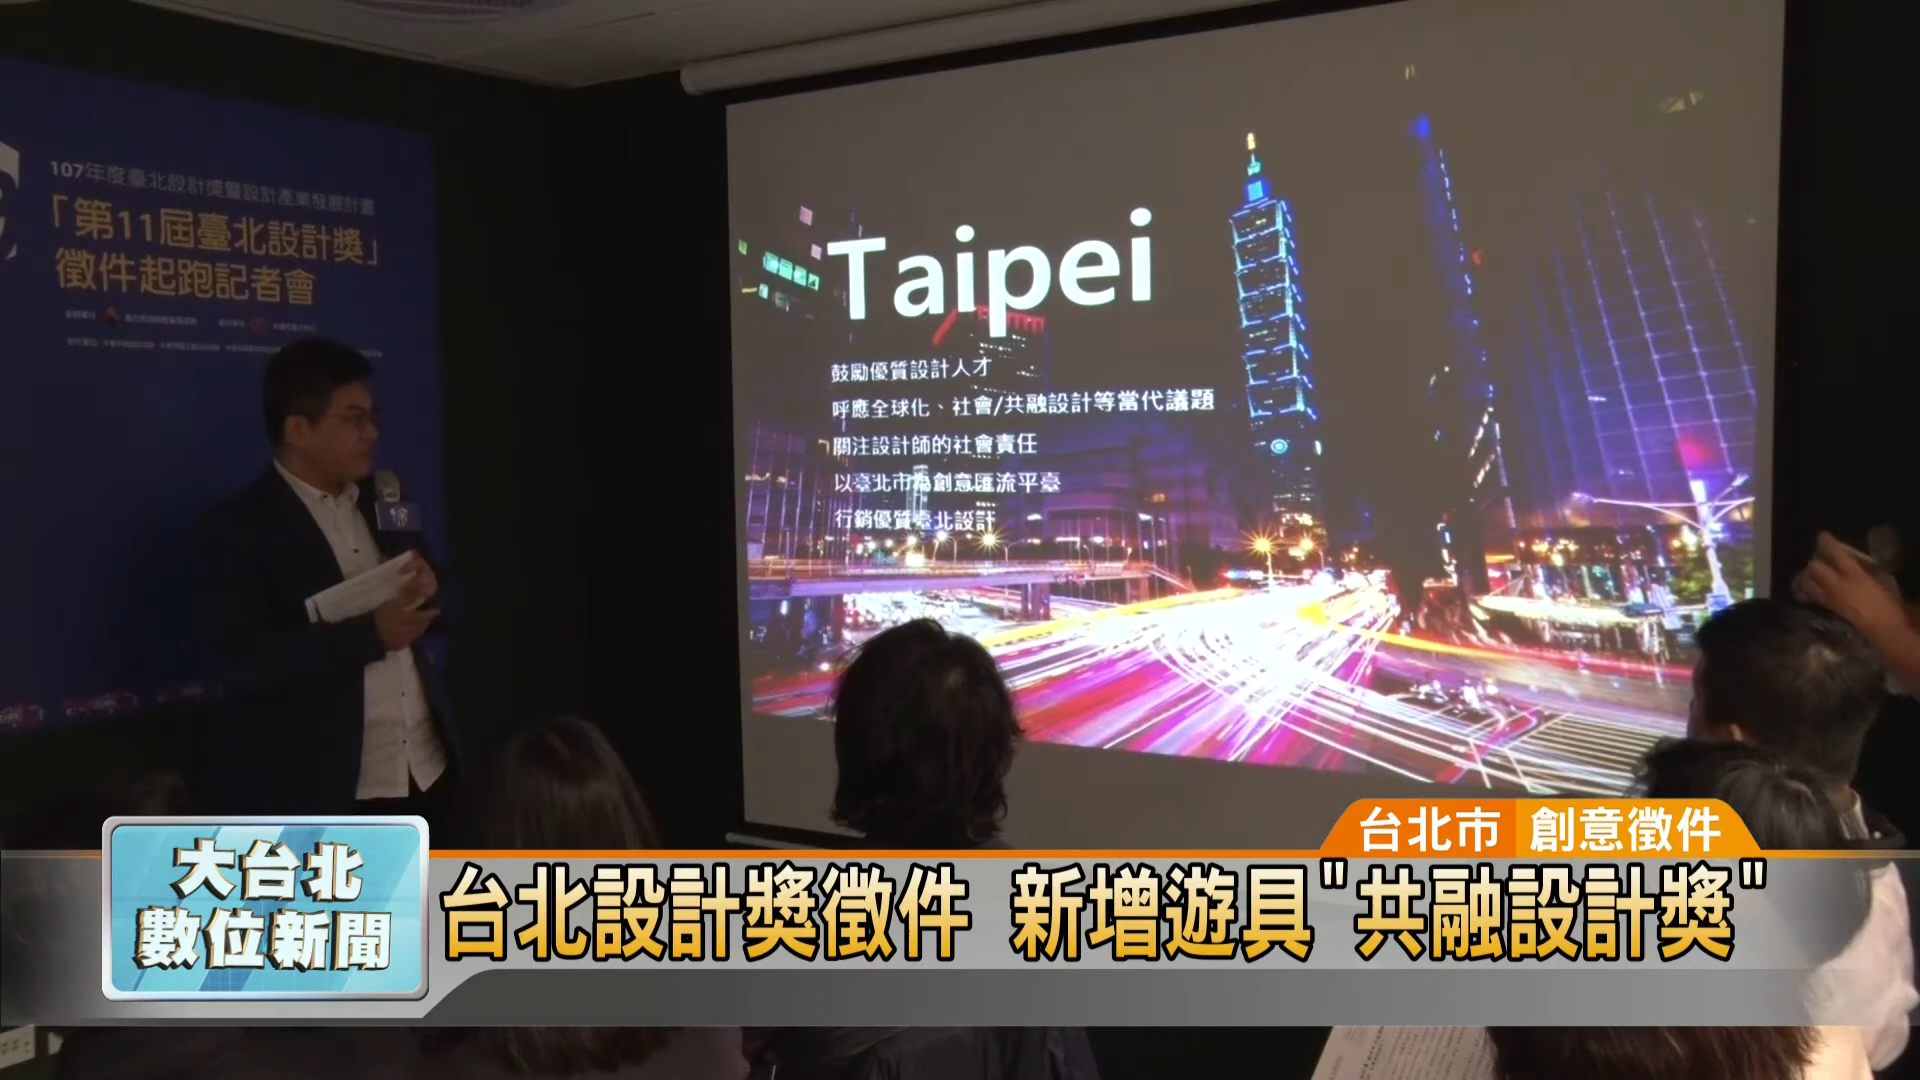 107年度臺北設計獎暨設計產業發展計畫
「第11屆臺北設計獎」
徵件起跑記者會
Taipei
鼓勵優質設計人才
呼應全球化、社會/共融設計等當代議題
關注設計師的社會責任
以臺北市為創意匯流平臺
行銷優質臺北設計
台北市 創意徵件
大台北
數位新聞
台北設計獎徵件 新增遊具"共融設計獎"